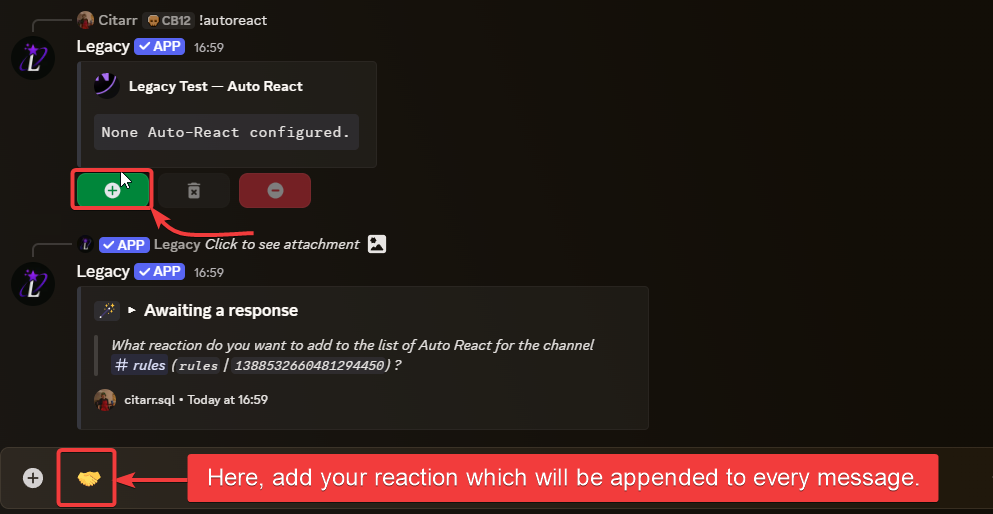 Citarr CB12 !autoreact
Legacy ✓ APP 16:59
Legacy Test — Auto React
None Auto-React configured.
✓ APP Legacy Click to see attachment
Legacy ✓ APP 16:59
Awaiting a response
What reaction do you want to add to the list of Auto React for the channel
# rules (rules | 1388532660481294450) ?
citarr.sql • Today at 16:59
Here, add your reaction which will be appended to every message.